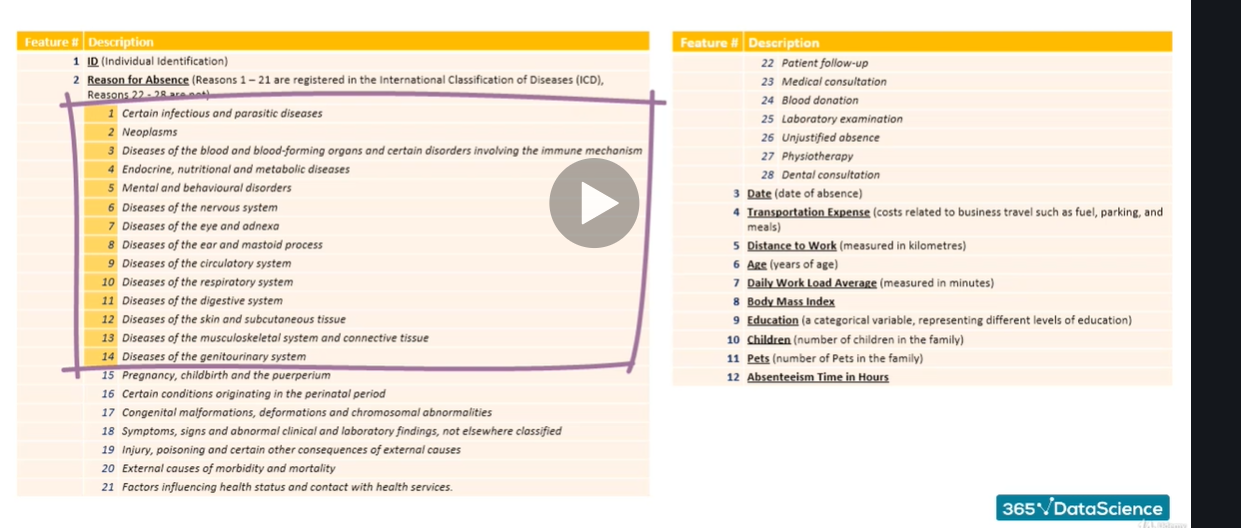 Feature # Description
1 ID (Individual Identification)
2 Reason for Absence (Reasons 1 – 21 are registered in the International Classification of Diseases (ICD),
Reasons 22 - 28 are not)
1 Certain infectious and parasitic diseases
2 Neoplasms
3 Diseases of the blood and blood-forming organs and certain disorders involving the immune mechanism
4 Endocrine, nutritional and metabolic diseases
5 Mental and behavioural disorders
6 Diseases of the nervous system
7 Diseases of the eye and adnexa
8 Diseases of the ear and mastoid process
9 Diseases of the circulatory system
10 Diseases of the respiratory system
11 Diseases of the digestive system
12 Diseases of the skin and subcutaneous tissue
13 Diseases of the musculoskeletal system and connective tissue
14 Diseases of the genitourinary system
15 Pregnancy, childbirth and the puerperium
16 Certain conditions originating in the perinatal period
17 Congenital malformations, deformations and chromosomal abnormalities
18 Symptoms, signs and abnormal clinical and laboratory findings, not elsewhere classified
19 Injury, poisoning and certain other consequences of external causes
20 External causes of morbidity and mortality
21 Factors influencing health status and contact with health services.
Feature # Description
22 Patient follow-up
23 Medical consultation
24 Blood donation
25 Laboratory examination
26 Unjustified absence
27 Physiotherapy
28 Dental consultation
3 Date (date of absence)
4 Transportation Expense (costs related to business travel such as fuel, parking, and
meals)
5 Distance to Work (measured in kilometres)
6 Age (years of age)
7 Daily Work Load Average (measured in minutes)
8 Body Mass Index
9 Education (a categorical variable, representing different levels of education)
10 Children (number of children in the family)
11 Pets (number of Pets in the family)
12 Absenteeism Time in Hours
365 DataScience